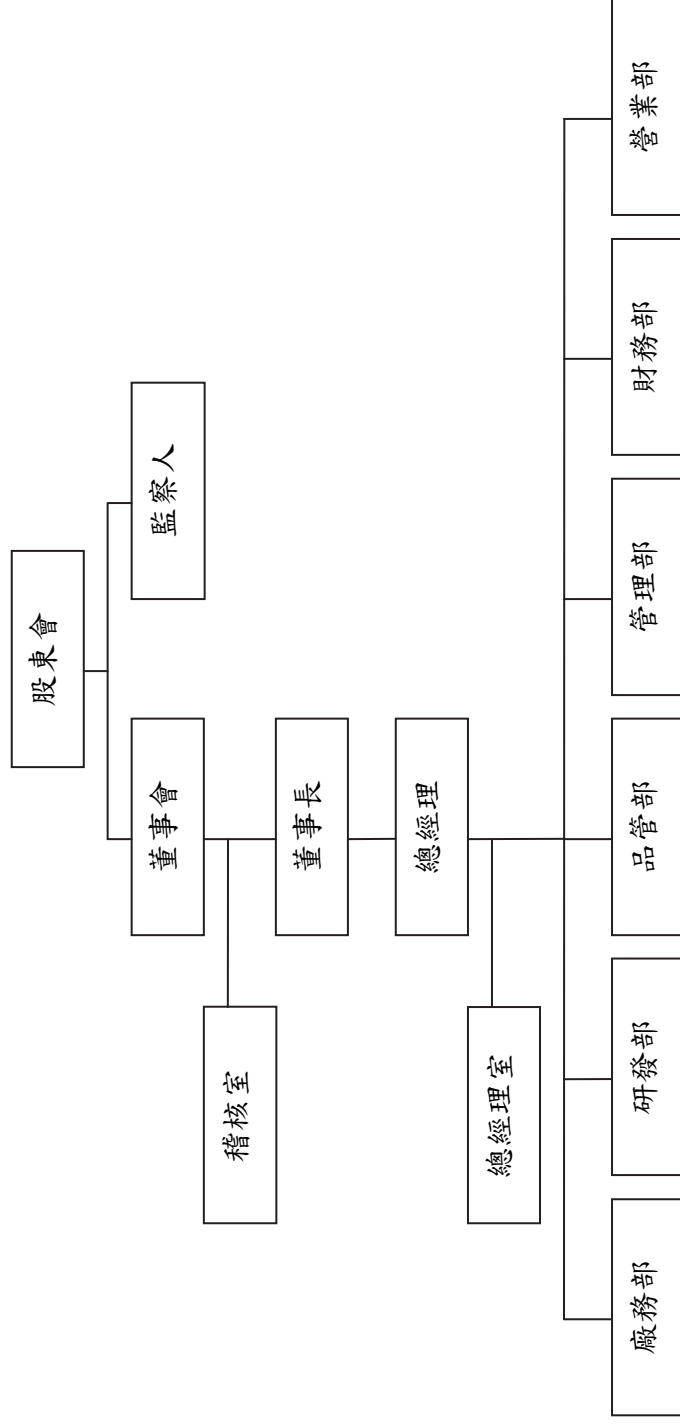 股東會
董事會
監察人
稽核室
董事長
總經理
總經理室
廠務部
研發部
品管部
管理部
財務部
營業部